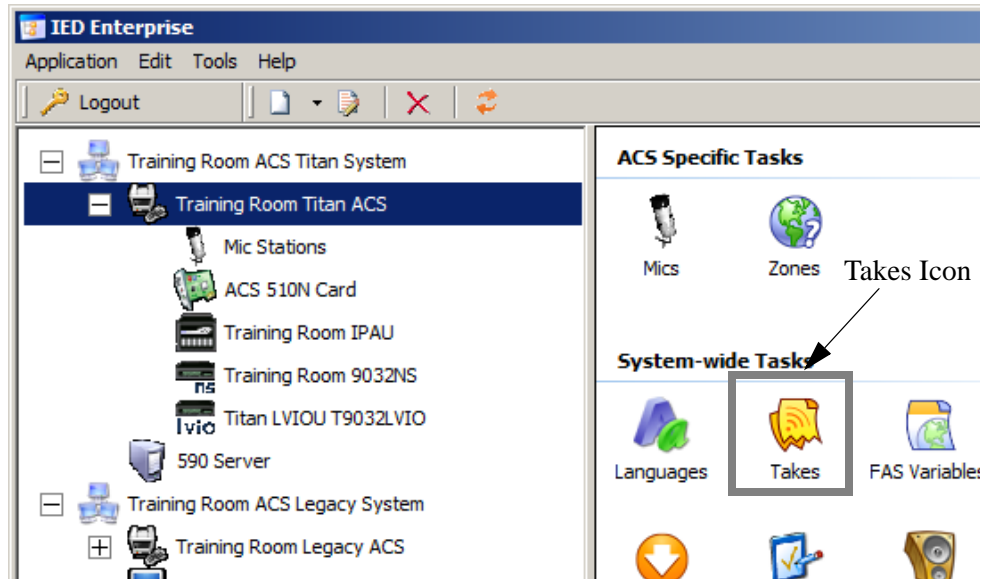 IED Enterprise
Application Edit Tools Help
Logout
Training Room ACS Titan System
Training Room Titan ACS
Mic Stations
ACS 510N Card
Training Room IPAU
ns
Training Room 9032NS
lvio
Titan LVIOU T9032LVIO
590 Server
Training Room ACS Legacy System
Training Room Legacy ACS
ACS Specific Tasks
Mics
Zones
Takes Icon
System-wide Tasks
Languages
Takes
FAS Variables